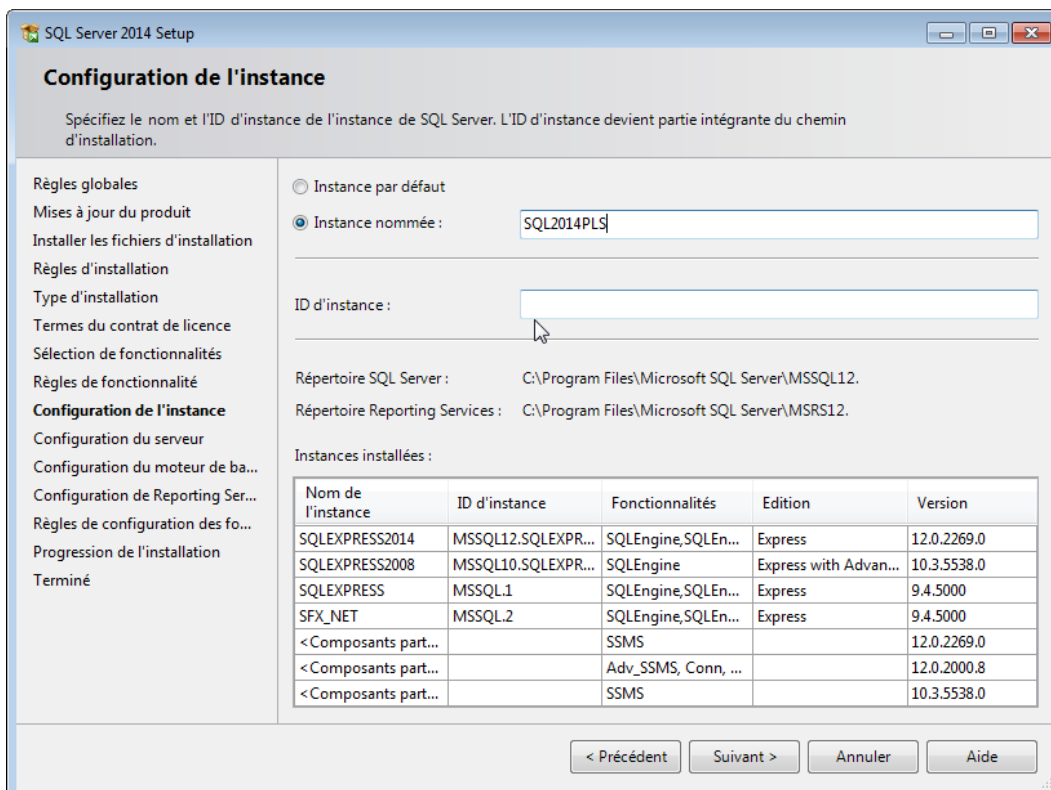 SQL Server 2014 Setup
Configuration de l'instance
Spécifiez le nom et l'ID d'instance de l'instance de SQL Server. L'ID d'instance devient partie intégrante du chemin
d'installation.
Règles globales
Mises à jour du produit
Installer les fichiers d'installation
Règles d'installation
Type d'installation
Termes du contrat de licence
Sélection de fonctionnalités
Règles de fonctionnalité
Configuration de l'instance
Configuration du serveur
Configuration du moteur de ba...
Configuration de Reporting Ser...
Règles de configuration des fo...
Progression de l'installation
Terminé
Instance par défaut
Instance nommée : SQL2014PLS
ID d'instance :
Répertoire SQL Server : C:\Program Files\Microsoft SQL Server\MSSQL12.
Répertoire Reporting Services : C:\Program Files\Microsoft SQL Server\MSRS12.
Instances installées :
Nom de
l'instance ID d'instance Fonctionnalités Edition Version
SQLEXPRESS2014 MSSQL12.SQLEXPR... SQLEngine,SQLEn... Express 12.0.2269.0
SQLEXPRESS2008 MSSQL10.SQLEXPR... SQLEngine Express with Advan... 10.3.5538.0
SQLEXPRESS MSSQL.1 SQLEngine,SQLEn... Express 9.4.5000
SFX_NET MSSQL.2 SQLEngine,SQLEn... Express 9.4.5000
<Composants part... SSMS 12.0.2269.0
<Composants part... Adv_SSMS, Conn, ... 12.0.2000.8
<Composants part... SSMS 10.3.5538.0
< Précédent Suivant > Annuler Aide